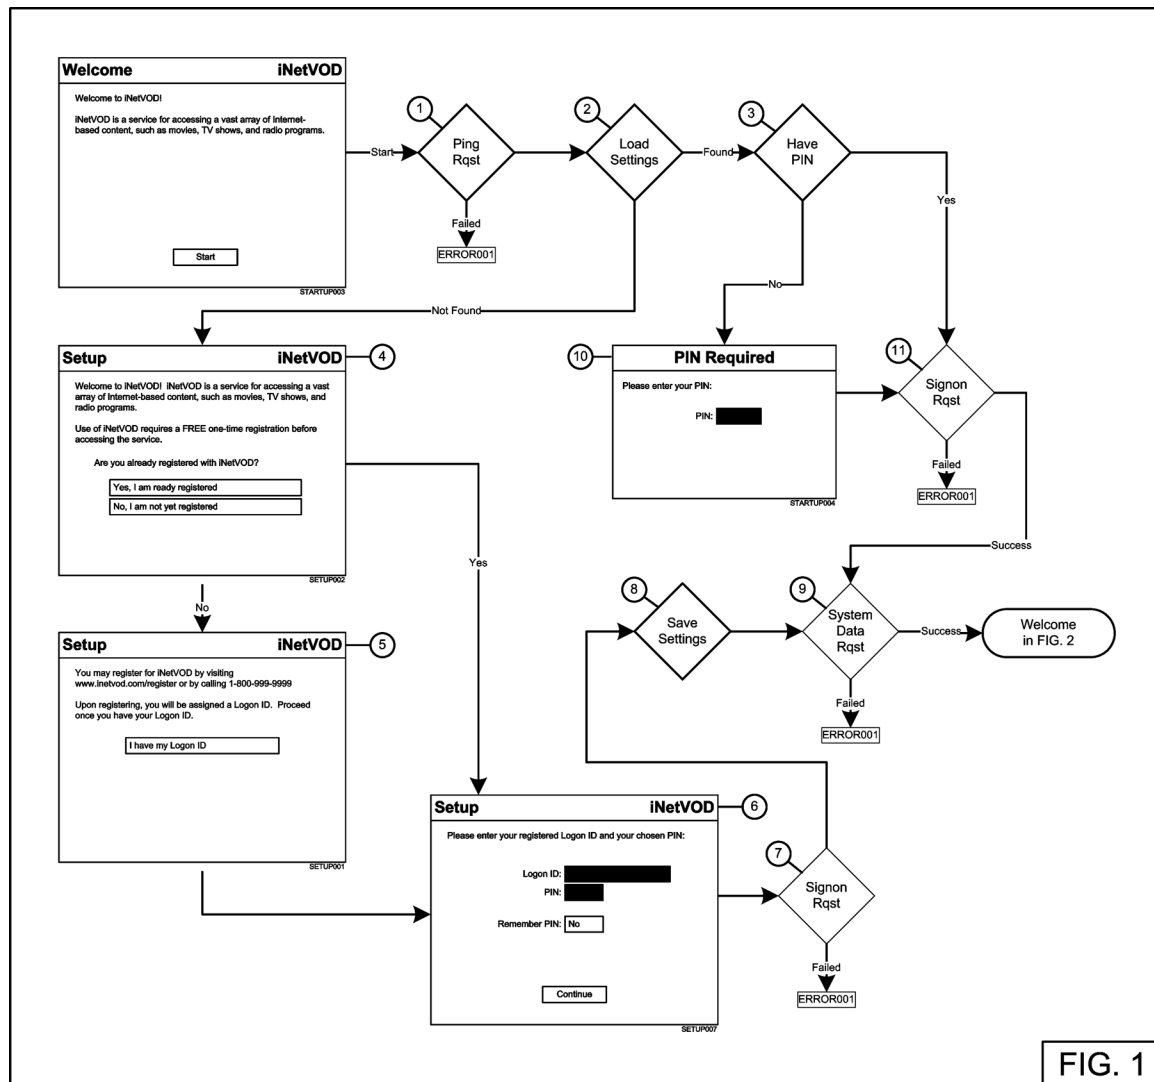 Welcome
iNetVOD
Welcome to iNetVOD!
iNetVOD is a service for accessing a vast array of Internet-
based content, such as movies, TV shows, and radio programs.
Start
STARTUP003
Start
1
Ping
Rqst
Failed
ERROR001
2
Load
Settings
Found
3
Have
PIN
Yes
No
Not Found
Setup
iNetVOD
4
Welcome to iNetVOD!  iNetVOD is a service for accessing a vast
array of Internet-based content, such as movies, TV shows, and
radio programs.
Use of iNetVOD requires a FREE one-time registration before
accessing the service.
Are you already registered with iNetVOD?
Yes, I am ready registered
No, I am not yet registered
SETUP002
Yes
No
10
PIN Required
Please enter your PIN:
PIN:
STARTUP004
11
Signon
Rqst
Failed
ERROR001
Success
Setup
iNetVOD
5
You may register for iNetVOD by visiting
www.inetvod.com/register or by calling 1-800-999-9999
Upon registering, you will be assigned a Logon ID.  Proceed
once you have your Logon ID.
I have my Logon ID
SETUP001
8
Save
Settings
9
System
Data
Rqst
Success
Welcome
in FIG. 2
Failed
ERROR001
Setup
iNetVOD
6
Please enter your registered Logon ID and your chosen PIN:
Logon ID:
PIN:
Remember PIN:
No
Continue
SETUP007
7
Signon
Rqst
Failed
ERROR001
FIG. 1